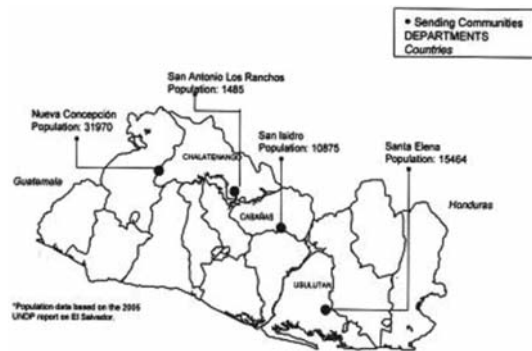 • Sending Communities
DEPARTMENTS
Countries
San Antonio Los Ranchos
Population: 1485
Nueva Concepción
Population: 31970
San Isidro
Population: 10875
Santa Elena
Population: 15464
CHALATENANGO
Guatemala
Honduras
CABAÑAS
USULUTAN
*Population data based on the 2005
UNDP report on El Salvador.